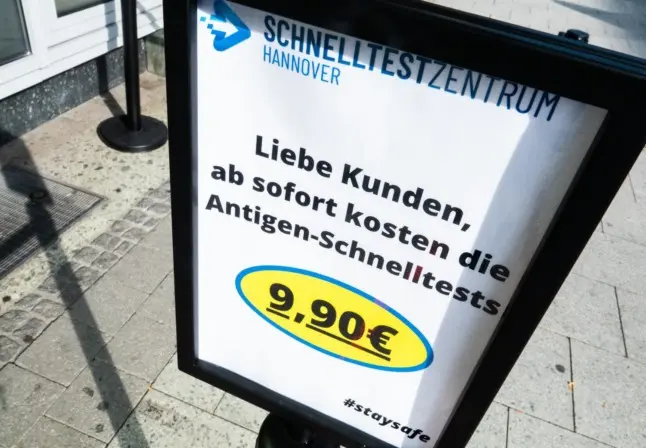 SCHNELLTESTZENTRUM
HANNOVER
Liebe Kunden,
ab sofort kosten die
Antigen-Schnelltests
9,90€
#staysafe